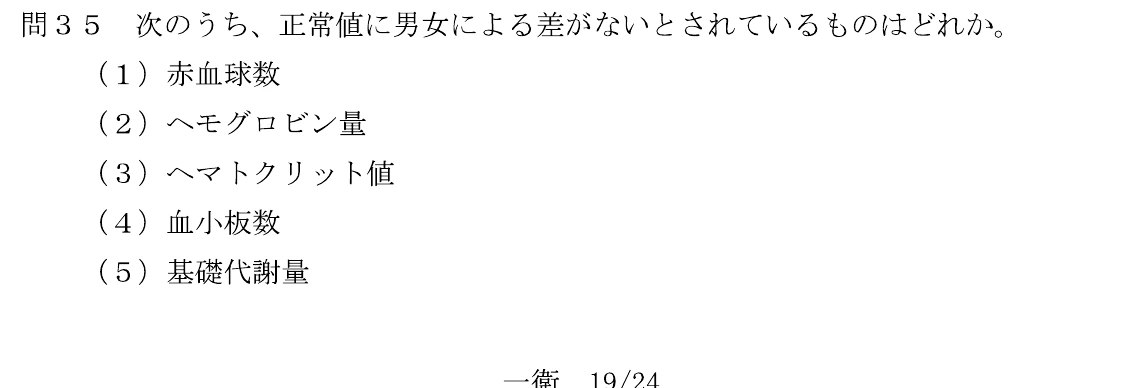 問３５　次のうち、正常値に男女による差がないとされているものはどれか。
（１）赤血球数
（２）ヘモグロビン量
（３）ヘマトクリット値
（４）血小板数
（５）基礎代謝量
一衛　19/24